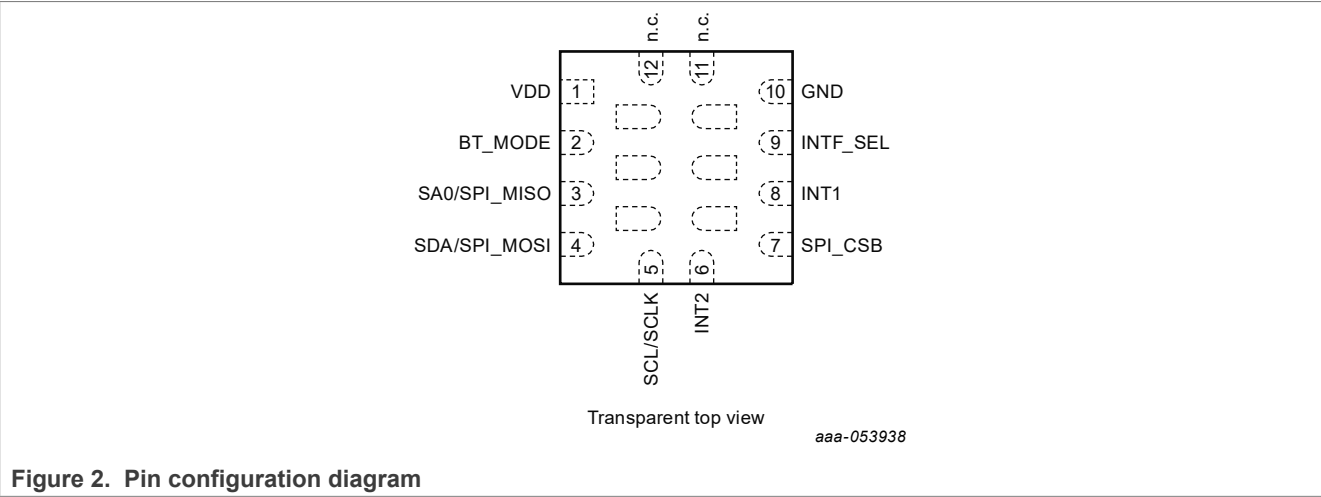 n.c. n.c.
12 11
VDD 1 10 GND
BT_MODE 2 9 INTF_SEL
SA0/SPI_MISO 3 8 INT1
SDA/SPI_MOSI 4 7 SPI_CSB
5 6
SCL/SCLK INT2
Transparent top view
aaa-053938
Figure 2. Pin configuration diagram